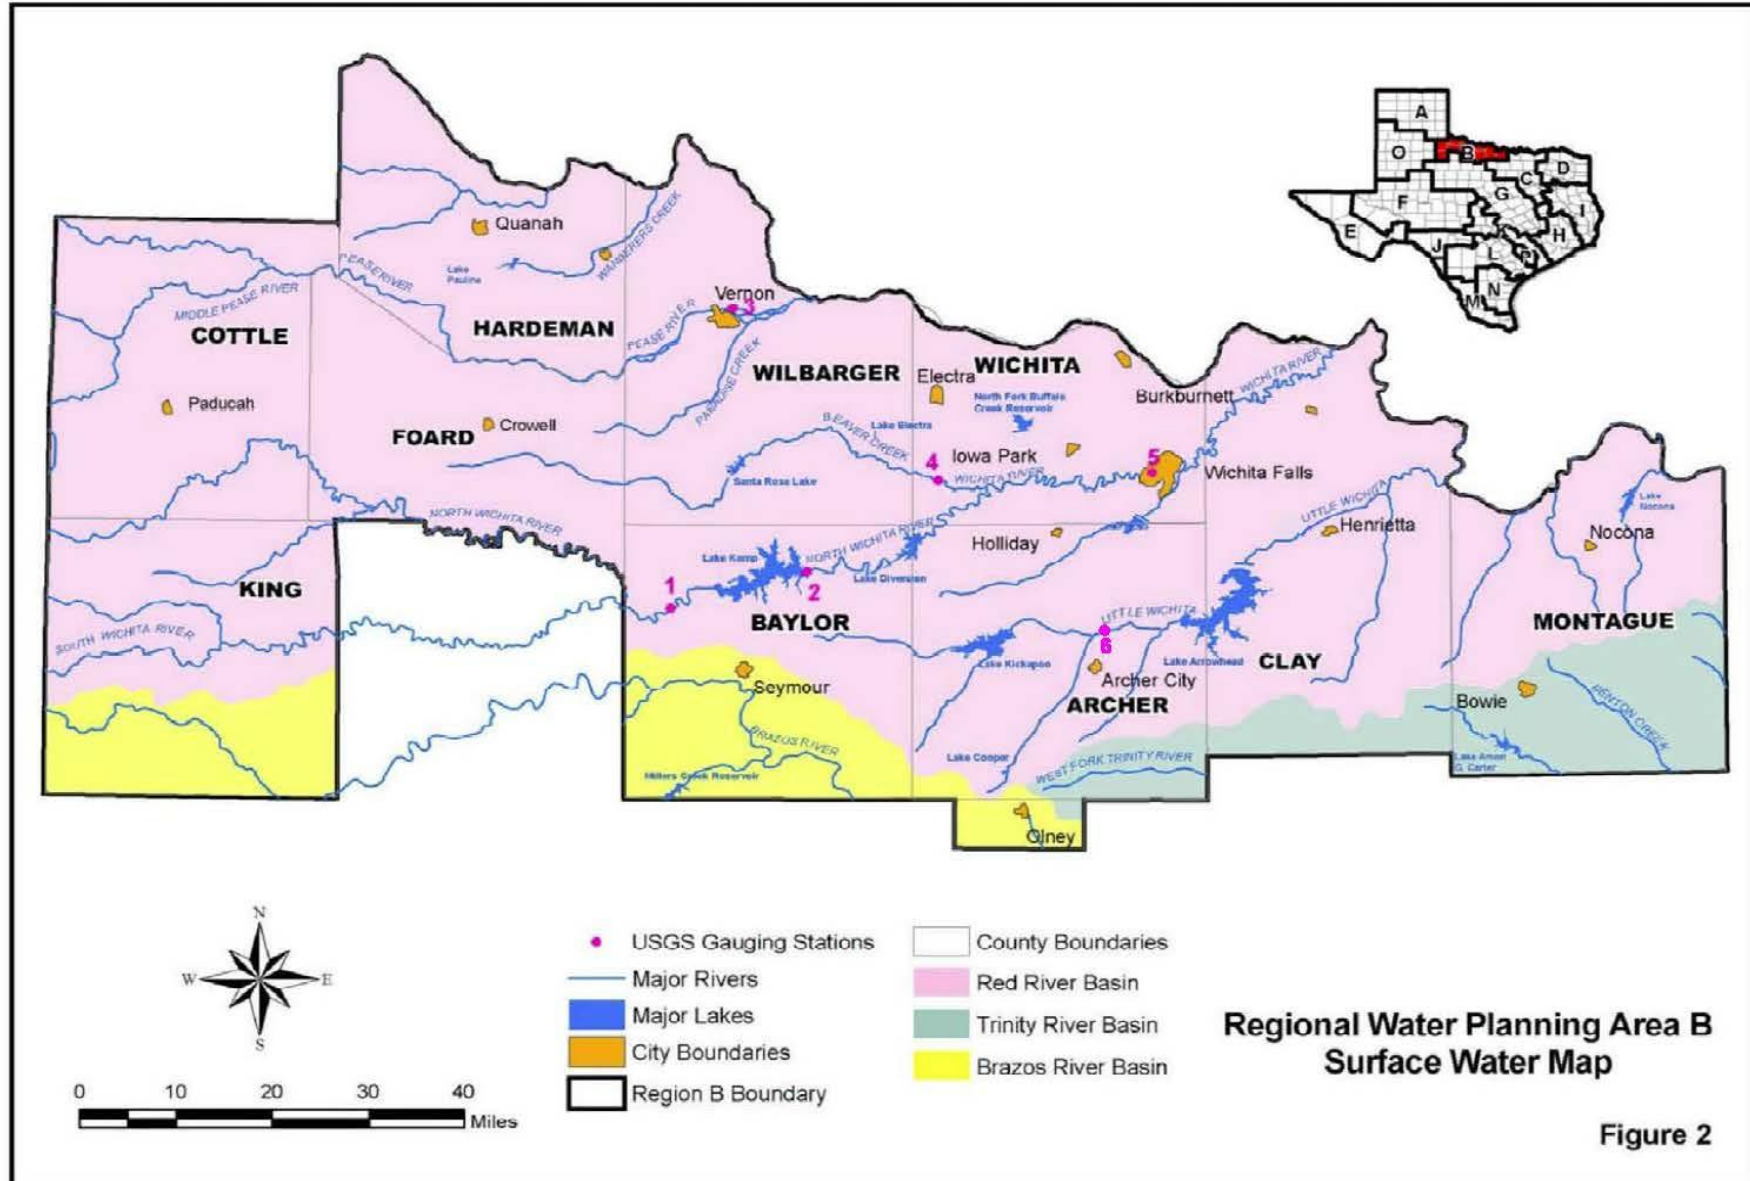 A
O
B
D
C
G
F
I
E
H
J
L
P
N
M
Quanah
WANDERERS CREEK
Lake
Pauline
PEASE RIVER
MIDDLE PEASE RIVER
COTTLE
HARDEMAN
Vernon
3
PEASE RIVER
PARADISE CREEK
WILBARGER
WICHITA
Electra
North Fork Buffalo
Creek Reservoir
Burkburnett
WICHITA RIVER
Paducah
FOARD
Crowell
BEAVER CREEK
Lake Electra
Iowa Park
4
5
WICHITA RIVER
Wichita Falls
Santa Rosa Lake
LITTLE WICHITA
Lake
Nocona
Nocona
Henrietta
NORTH WICHITA RIVER
NORTH WICHITA RIVER
Holliday
Lake Kemp
Lake Diversion
KING
1
2
BAYLOR
LITTLE WICHITA
6
MONTAGUE
SOUTH WICHITA RIVER
Lake Kickapoo
Lake Arrowhead
CLAY
Archer City
ARCHER
Seymour
Bowie
DENTON CREEK
BRAZOS RIVER
Lake Cooper
WEST FORK TRINITY RIVER
Lake Amon
G. Carter
Millers Creek Reservoir
Olney
N
W
E
S
0 10 20 30 40
Miles
USGS Gauging Stations
Major Rivers
Major Lakes
City Boundaries
Region B Boundary
County Boundaries
Red River Basin
Trinity River Basin
Brazos River Basin
Regional Water Planning Area B
Surface Water Map
Figure 2